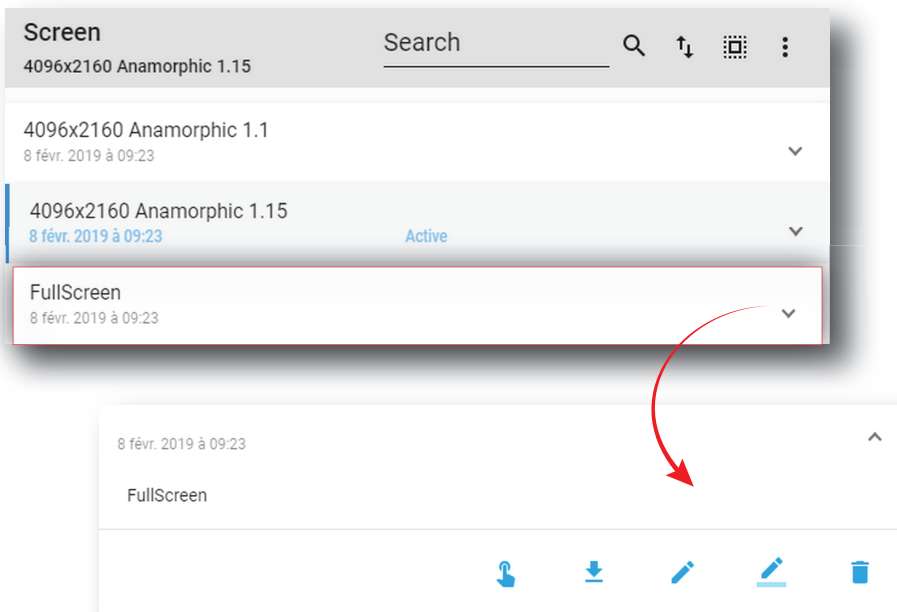 Screen
4096x2160 Anamorphic 1.15
Search
4096x2160 Anamorphic 1.1
8 févr. 2019 à 09:23
4096x2160 Anamorphic 1.15
8 févr. 2019 à 09:23
Active
FullScreen
8 févr. 2019 à 09:23
8 févr. 2019 à 09:23
FullScreen